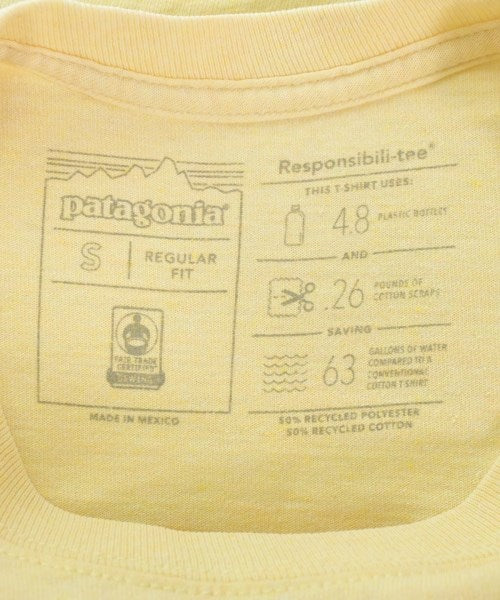 patagonia®
S
REGULAR
FIT
FAIR TRADE
CERTIFIED™
SEWING
MADE IN MEXICO
Responsibili-tee®
THIS T-SHIRT USES:
4.8 PLASTIC BOTTLES
AND
.26 POUNDS OF
COTTON SCRAPS
SAVING
63 GALLONS OF WATER
COMPARED TO A
CONVENTIONAL
COTTON T-SHIRT
50% RECYCLED POLYESTER
50% RECYCLED COTTON